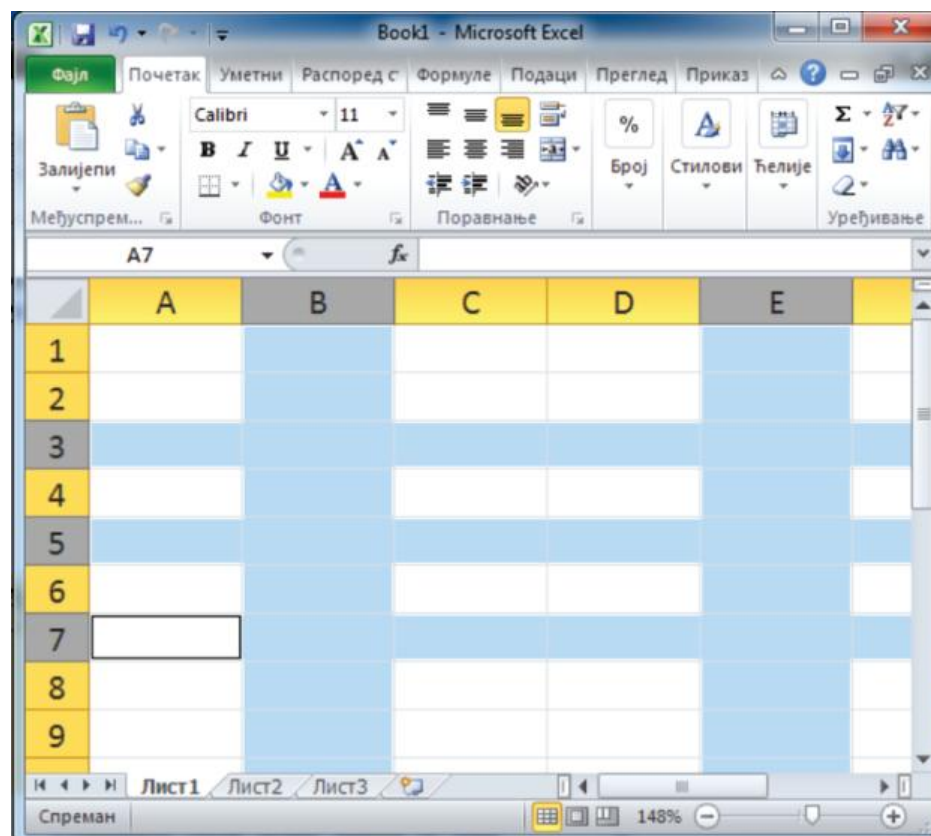 Book1 - Microsoft Excel
Фајл Почетак Уметни Распоред с Формуле Подаци Преглед Приказ
Calibri 11
Залијепи
B I U A A A
% Број Стилови Ћелије
Σ
Међуспрем... Фонт Поравнање Уређивање
A7 fx
A B C D E
1
2
3
4
5
6
7
8
9
Лист1 Лист2 Лист3
Спреман 148%